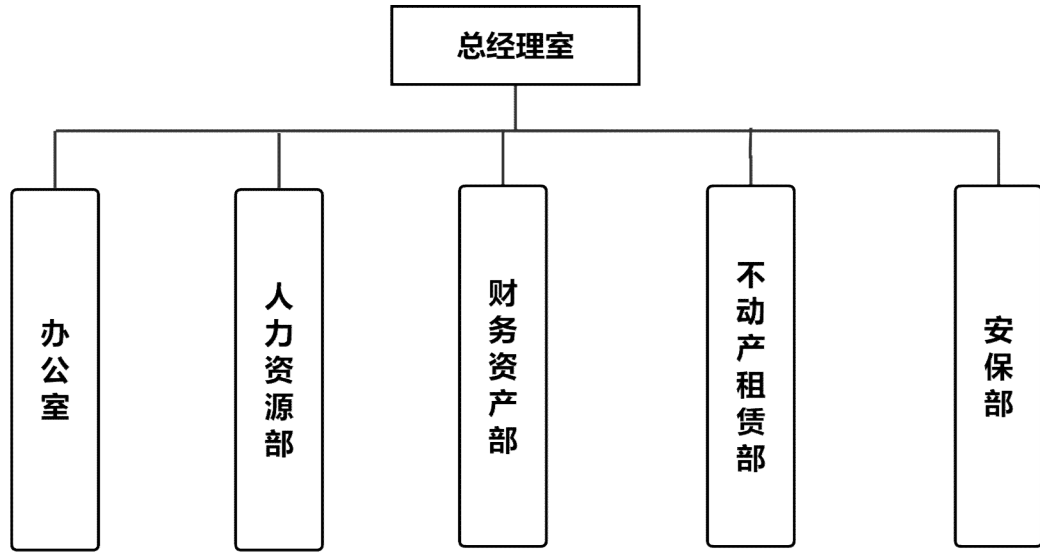 总经理室
办公室
人力资源部
财务资产部
不动产租赁部
安保部